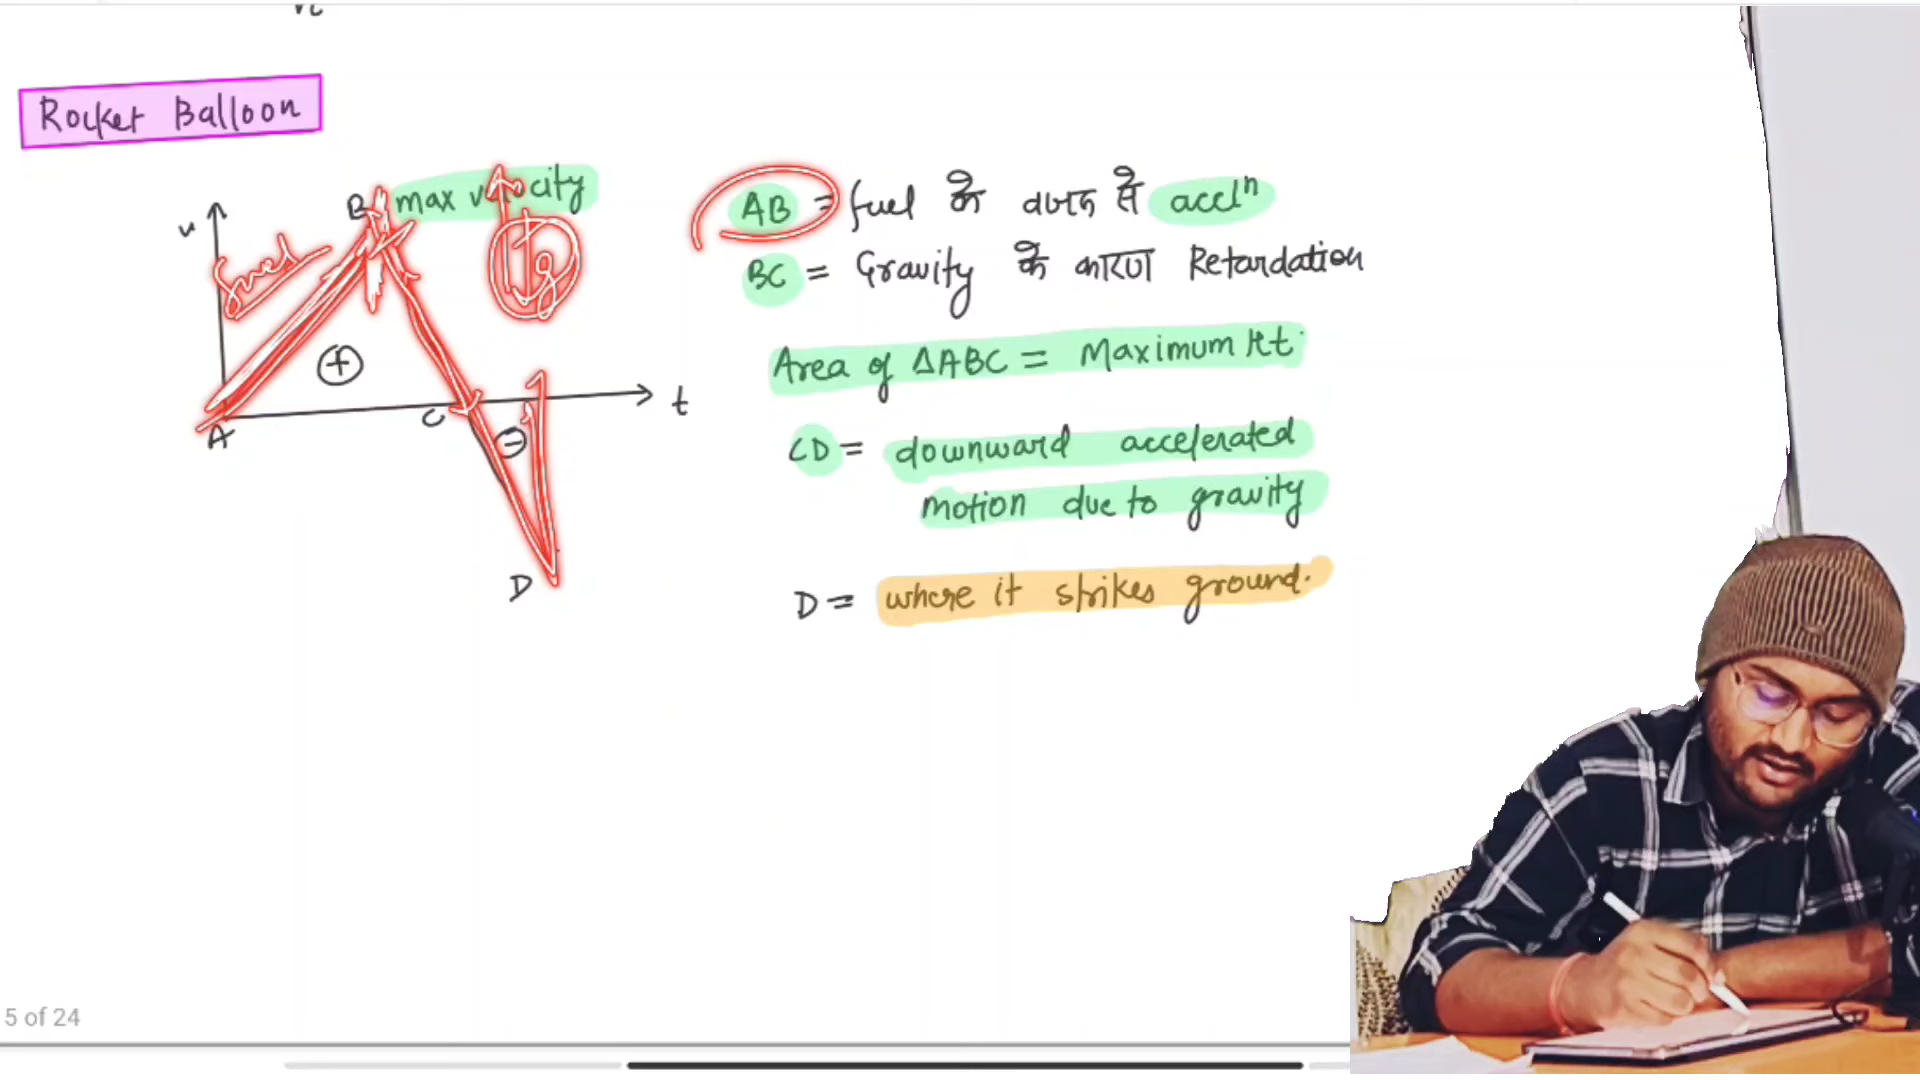 Rocket Balloon
B max velocity
v
fuel
g
+
A
C
t
-
D
AB = fuel के वजह से accln
BC = Gravity के कारण Retardation
Area of ΔABC = Maximum Ht.
CD = downward accelerated
motion due to gravity
D = where it strikes ground.
5 of 24